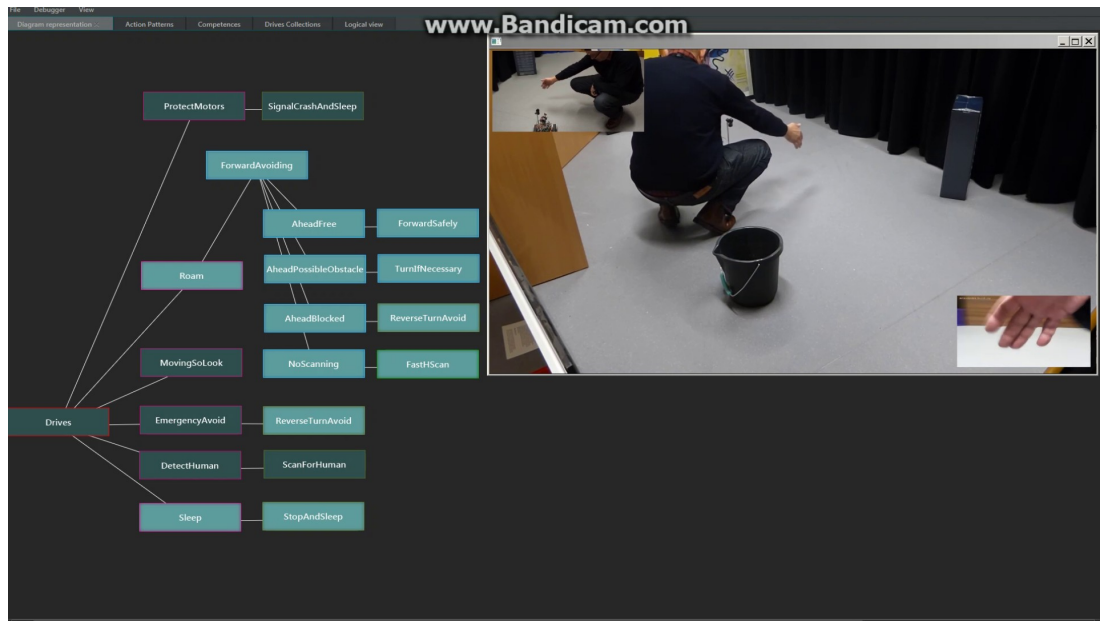 File Debugger View
Diagram representation ... Action Patterns Competences Drives Collections Logical view
www.Bandicam.com
ProtectMotors SignalCrashAndSleep
ForwardAvoiding
AheadFree ForwardSafely
Roam AheadPossibleObstacle TurnIfNecessary
AheadBlocked ReverseTurnAvoid
MovingSoLook NoScanning FastHScan
Drives EmergencyAvoid ReverseTurnAvoid
DetectHuman ScanForHuman
Sleep StopAndSleep